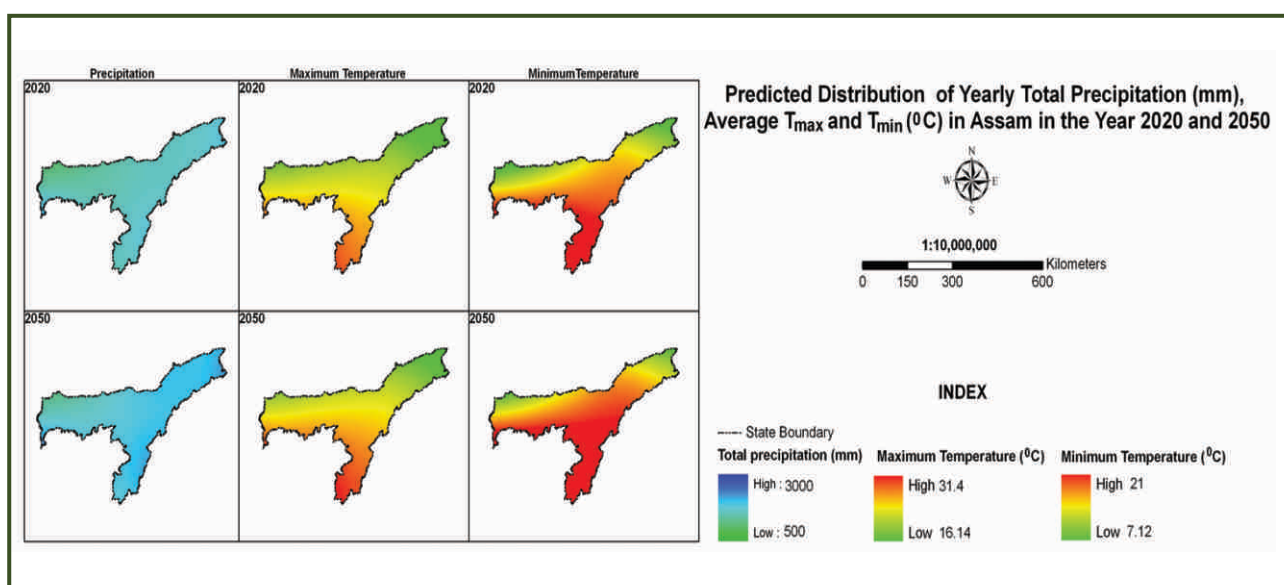 Precipitation
Maximum Temperature
MinimumTemperature
2020
2020
2020
2050
2050
2050
Predicted Distribution of Yearly Total Precipitation (mm),
Average Tmax and Tmin (⁰C) in Assam in the Year 2020 and 2050
N
W E
S
1:10,000,000
Kilometers
0 150 300 600
INDEX
State Boundary
Total precipitation (mm)
High : 3000
Low : 500
Maximum Temperature (⁰C)
High 31.4
Low 16.14
Minimum Temperature (⁰C)
High 21
Low 7.12